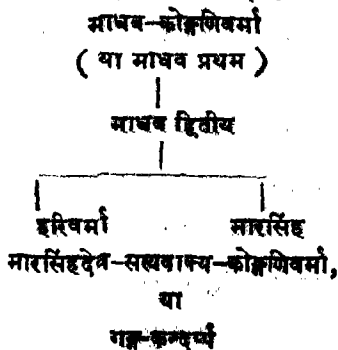 माधव-कोङ्गणिवर्मा
( या माधव प्रथम )
माधव द्वितीय
हरिवर्मा मारसिंह
मारसिंहदेव-सत्यवाक्य-कोङ्गणिवर्मा,
या
गङ्ग-कन्दर्प्प